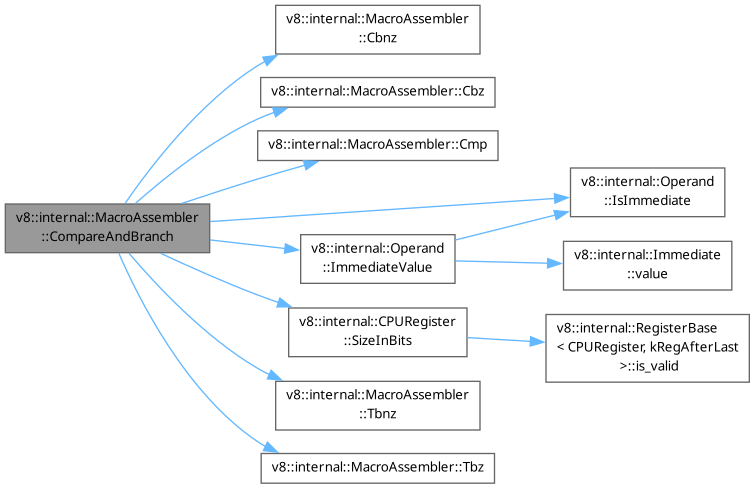 v8::internal::MacroAssembler
::CompareAndBranch
v8::internal::MacroAssembler
::Cbnz
v8::internal::MacroAssembler::Cbz
v8::internal::MacroAssembler::Cmp
v8::internal::Operand
::IsImmediate
v8::internal::Operand
::ImmediateValue
v8::internal::Immediate
::value
v8::internal::CPURegister
::SizeInBits
v8::internal::RegisterBase
< CPURegister, kRegAfterLast
>::is_valid
v8::internal::MacroAssembler
::Tbnz
v8::internal::MacroAssembler::Tbz